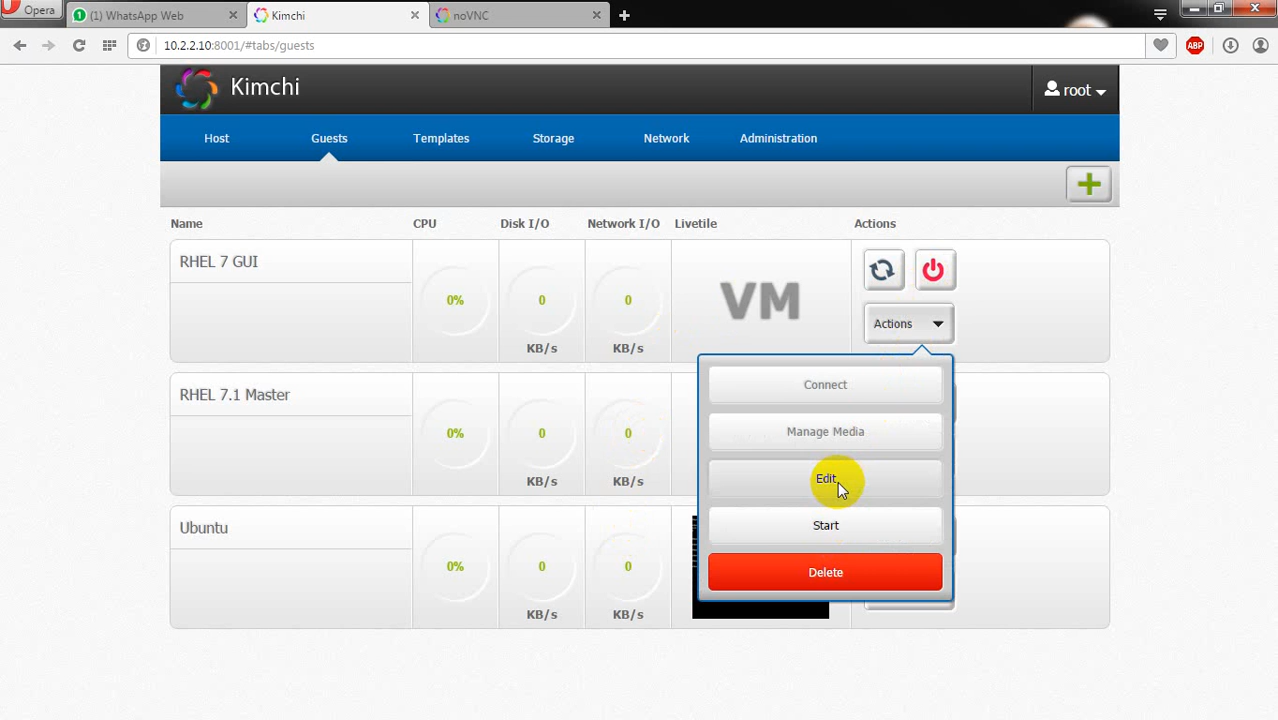 Opera
(1) WhatsApp Web
Kimchi
noVNC
10.2.2.10:8001/#tabs/guests
ABP
Kimchi
root
Host
Guests
Templates
Storage
Network
Administration
Name
CPU
Disk I/O
Network I/O
Livetile
Actions
RHEL 7 GUI
0%
0
KB/s
0
KB/s
VM
Actions
Connect
Manage Media
Edit
Start
Delete
RHEL 7.1 Master
0%
0
KB/s
0
KB/s
Ubuntu
0%
0
KB/s
0
KB/s